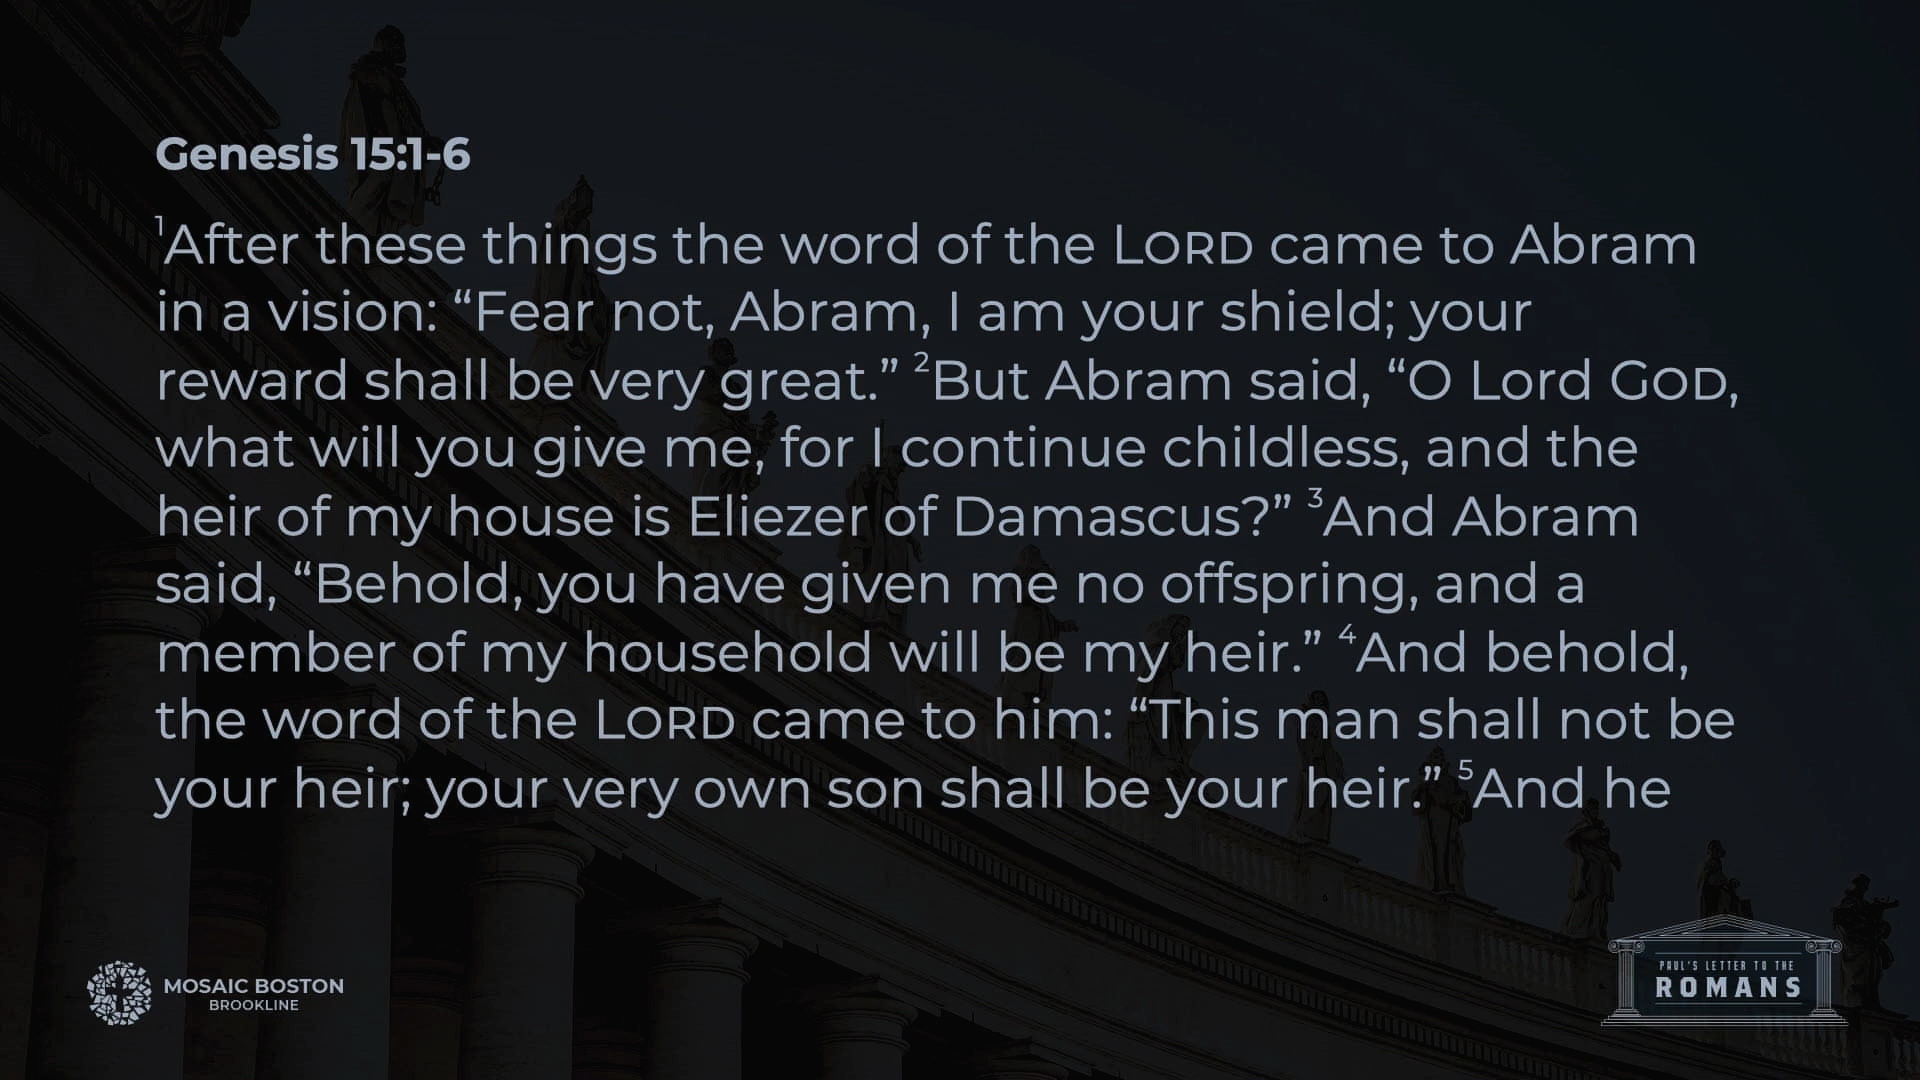 Genesis 15:1-6
1After these things the word of the LORD came to Abram
in a vision: “Fear not, Abram, I am your shield; your
reward shall be very great.” 2But Abram said, “O Lord GOD,
what will you give me, for I continue childless, and the
heir of my house is Eliezer of Damascus?” 3And Abram
said, “Behold, you have given me no offspring, and a
member of my household will be my heir.” 4And behold,
the word of the LORD came to him: “This man shall not be
your heir; your very own son shall be your heir.” 5And he
MOSAIC BOSTON
BROOKLINE
PAUL'S LETTER TO THE
ROMANS